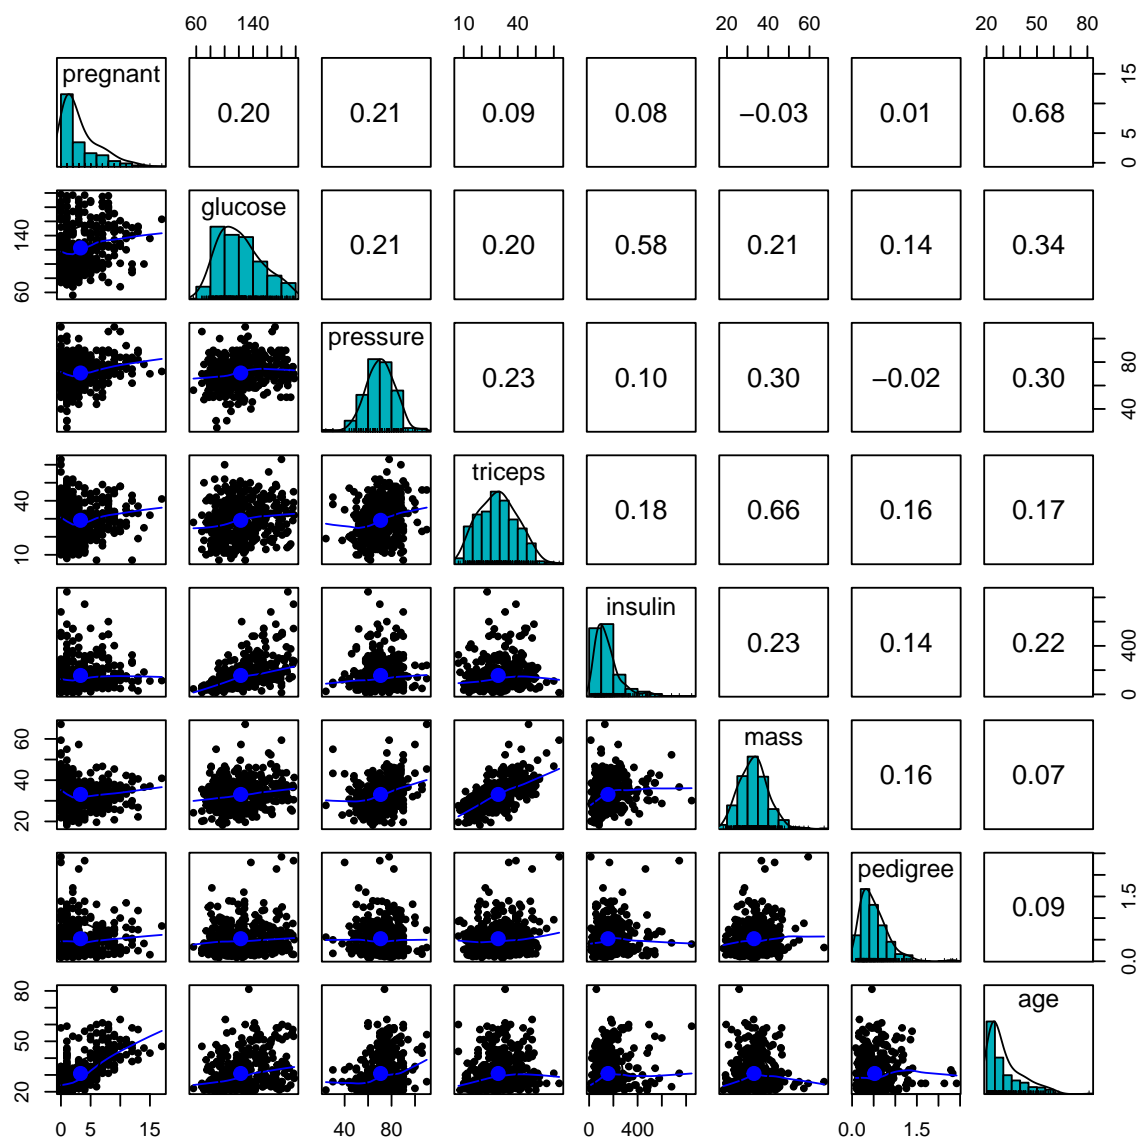 60 140 10 40 20 40 60 20 50 80
pregnant 0.20 0.21 0.09 0.08 −0.03 0.01 0.68 0 5 15
60 140 glucose 0.21 0.20 0.58 0.21 0.14 0.34
pressure 0.23 0.10 0.30 −0.02 0.30 40 80
10 40 triceps 0.18 0.66 0.16 0.17
insulin 0.23 0.14 0.22 0 400
20 40 60 mass 0.16 0.07
pedigree 0.09 0.0 1.5
20 50 80 age
0 5 15 40 80 0 400 0.0 1.5